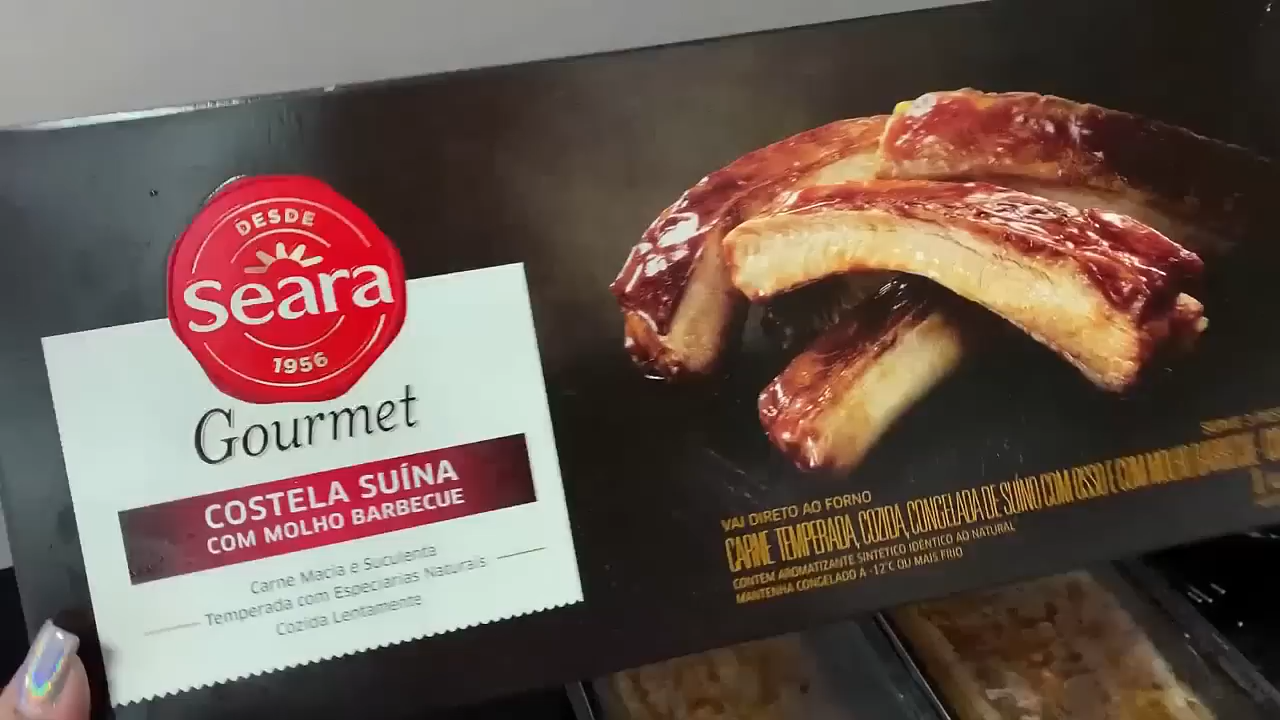 DESDE
Seara
1956
Gourmet
COSTELA SUÍNA
COM MOLHO BARBECUE
Carne Macia e Suculenta
Temperada com Especiarias Naturais
Cozida Lentamente
VAI DIRETO AO FORNO
CARNE TEMPERADA, COZIDA, CONGELADA DE SUÍNO COM OSSO E COM MOLHO
CONTÉM AROMATIZANTE SINTÉTICO IDÊNTICO AO NATURAL
MANTENHA CONGELADO A -12°C OU MAIS FRIO